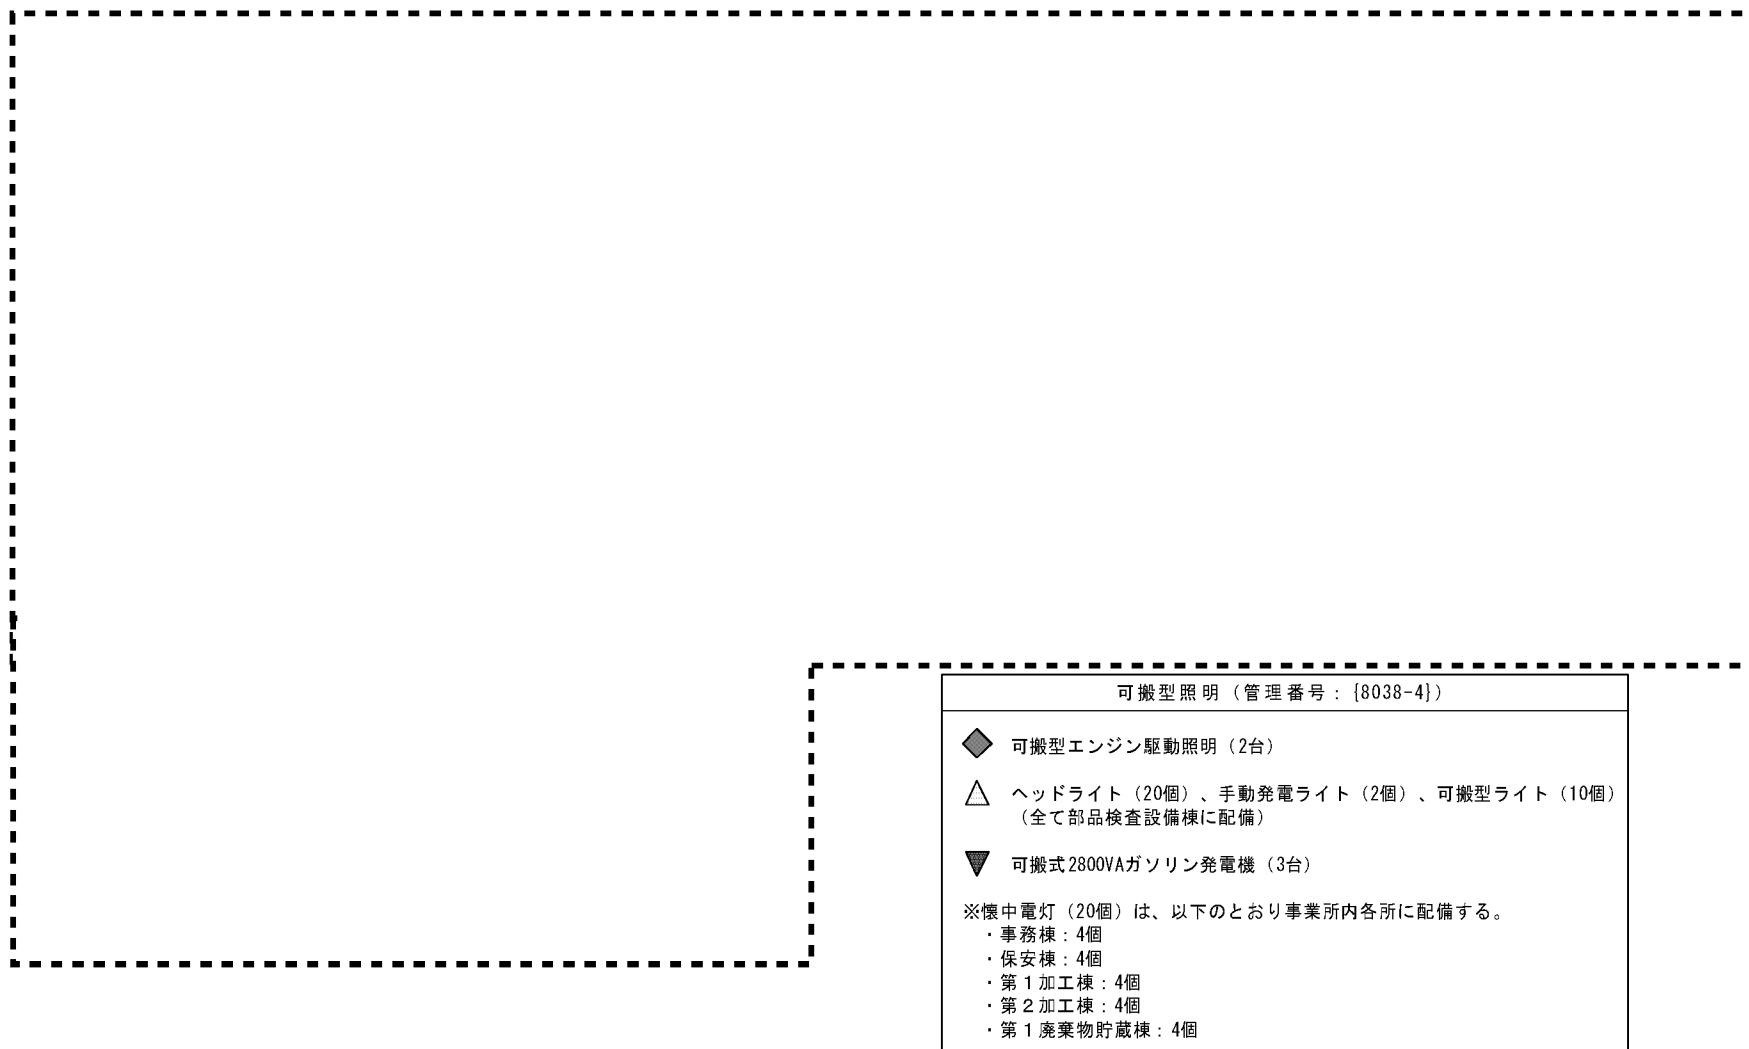 可搬型照明（管理番号：{8038-4}）
可搬型エンジン駆動照明（2台）
ヘッドライト（20個）、手動発電ライト（2個）、可搬型ライト（10個）
（全て部品検査設備棟に配備）
可搬式2800VAガソリン発電機（3台）
※懐中電灯（20個）は、以下のとおり事業所内各所に配備する。
・事務棟：4個
・保安棟：4個
・第１加工棟：4個
・第２加工棟：4個
・第１廃棄物貯蔵棟：4個